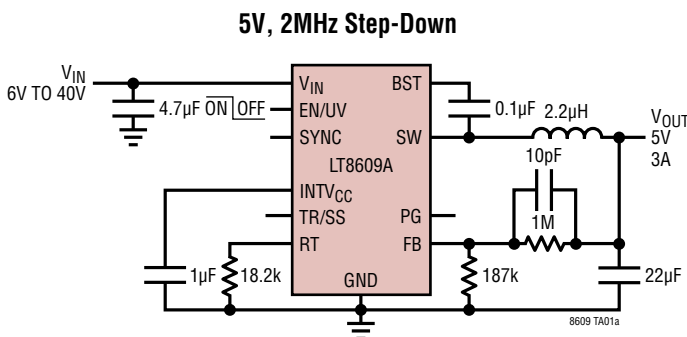 5V, 2MHz Step-Down
VIN
6V TO 40V
4.7µF
ON OFF
VIN
EN/UV
SYNC
INTVCC
TR/SS
RT
LT8609A
GND
BST
SW
PG
FB
0.1µF
2.2µH
VOUT
5V
3A
10pF
1M
1µF
18.2k
187k
22µF
8609 TA01a